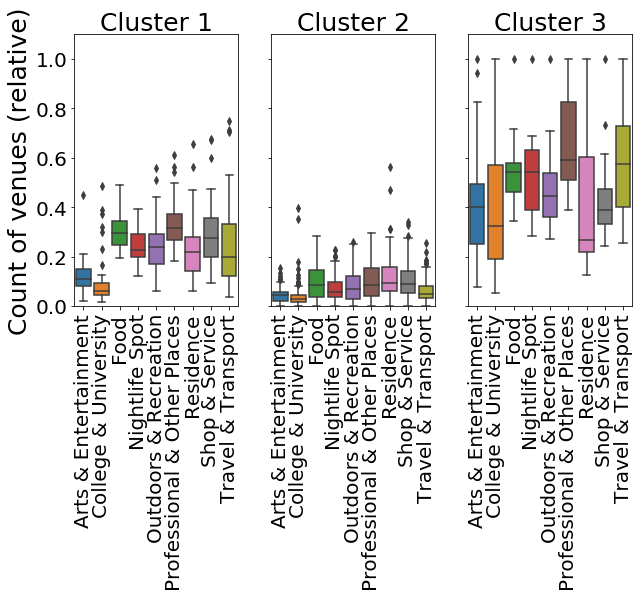 Cluster 1
Cluster 2
Cluster 3
Count of venues (relative)
1.0
0.8
0.6
0.4
0.2
0.0
Arts & Entertainment
College & University
Food
Nightlife Spot
Outdoors & Recreation
Professional & Other Places
Residence
Shop & Service
Travel & Transport
Arts & Entertainment
College & University
Food
Nightlife Spot
Outdoors & Recreation
Professional & Other Places
Residence
Shop & Service
Travel & Transport
Arts & Entertainment
College & University
Food
Nightlife Spot
Outdoors & Recreation
Professional & Other Places
Residence
Shop & Service
Travel & Transport